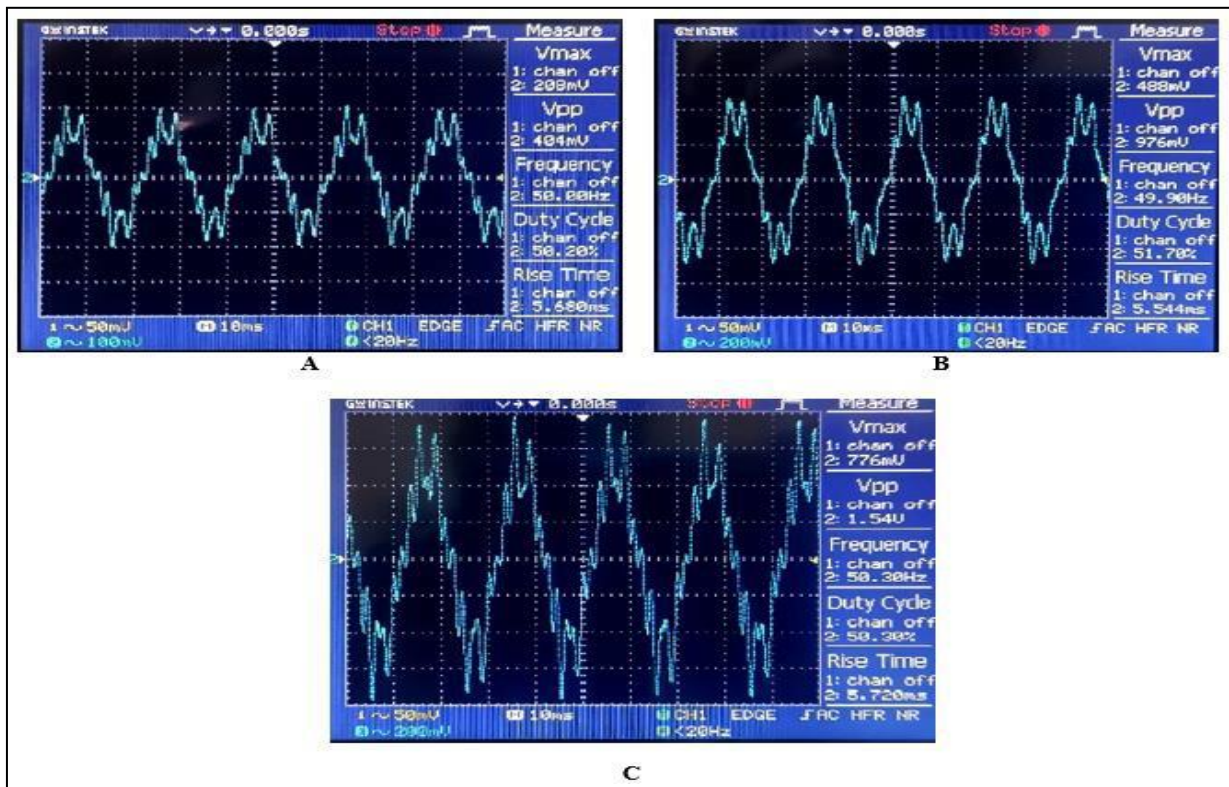 GWINSTEK 0.000s Stop Measure
Vmax
1: chan off
2: 208mV
Vpp
1: chan off
2: 404mV
Frequency
1: chan off
2: 50.00Hz
Duty Cycle
1: chan off
2: 50.20%
Rise Time
1: chan off
2: 5.680ms
2
1 ~ 50mV M 10ms CH1 EDGE AC HFR NR
2 ~ 100mV <20Hz
A
GWINSTEK 0.000s Stop Measure
Vmax
1: chan off
2: 488mV
Vpp
1: chan off
2: 976mV
Frequency
1: chan off
2: 49.90Hz
Duty Cycle
1: chan off
2: 51.70%
Rise Time
1: chan off
2: 5.544ms
2
1 ~ 50mV M 10ms CH1 EDGE AC HFR NR
2 ~ 200mV <20Hz
B
GWINSTEK 0.000s Stop Measure
Vmax
1: chan off
2: 776mV
Vpp
1: chan off
2: 1.54V
Frequency
1: chan off
2: 50.30Hz
Duty Cycle
1: chan off
2: 50.30%
Rise Time
1: chan off
2: 5.720ms
2
1 ~ 50mV M 10ms CH1 EDGE AC HFR NR
2 ~ 200mV <20Hz
C